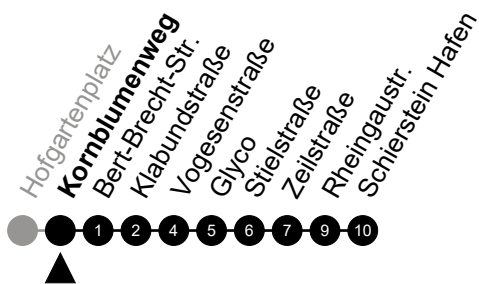 Hofgartenplatz
Kornblumenweg
Bert-Brecht-Str.
Klabundstraße
Vogesenstraße
Glyco
Stielstraße
Zeilstraße
Rheingaustr.
Schierstein Hafen
1 2 4 5 6 7 9 10